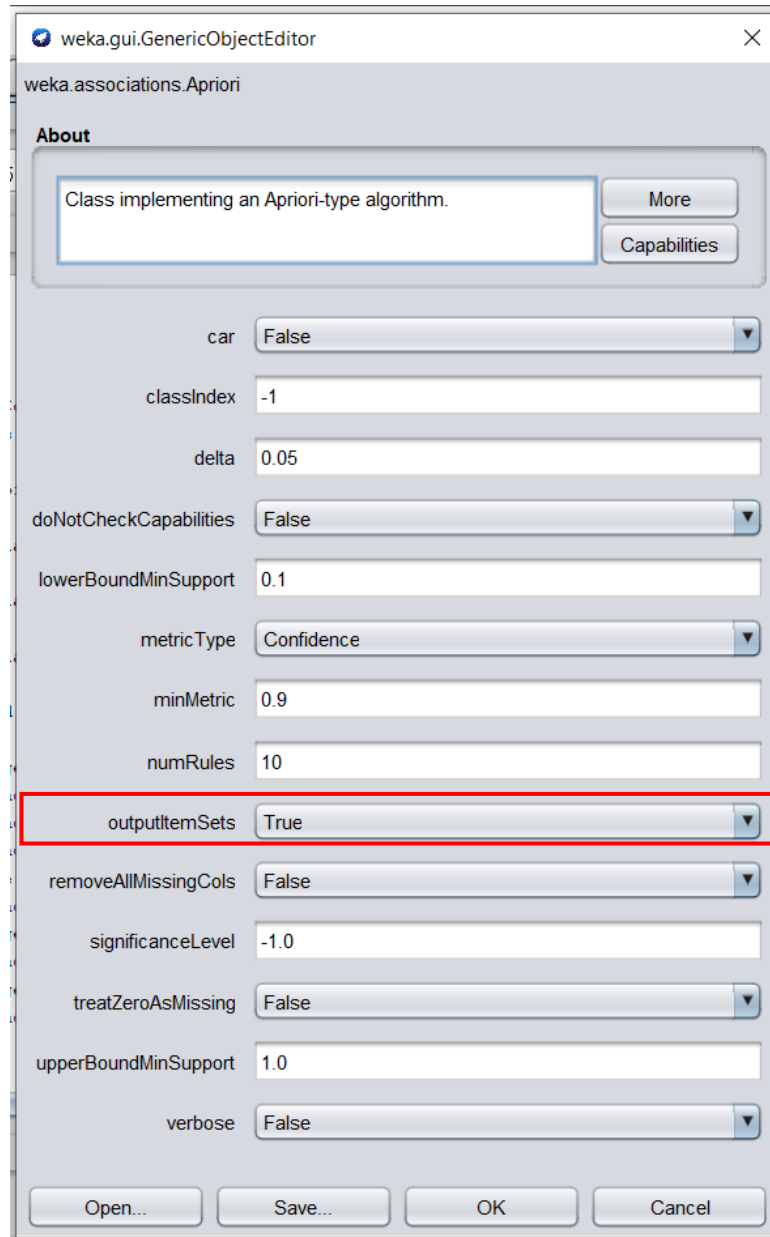 weka.gui.GenericObjectEditor
weka.associations.Apriori
About
Class implementing an Apriori-type algorithm.
More
Capabilities
car False
classIndex -1
delta 0.05
doNotCheckCapabilities False
lowerBoundMinSupport 0.1
metricType Confidence
minMetric 0.9
numRules 10
outputItemSets True
removeAllMissingCols False
significanceLevel -1.0
treatZeroAsMissing False
upperBoundMinSupport 1.0
verbose False
Open... Save... OK Cancel